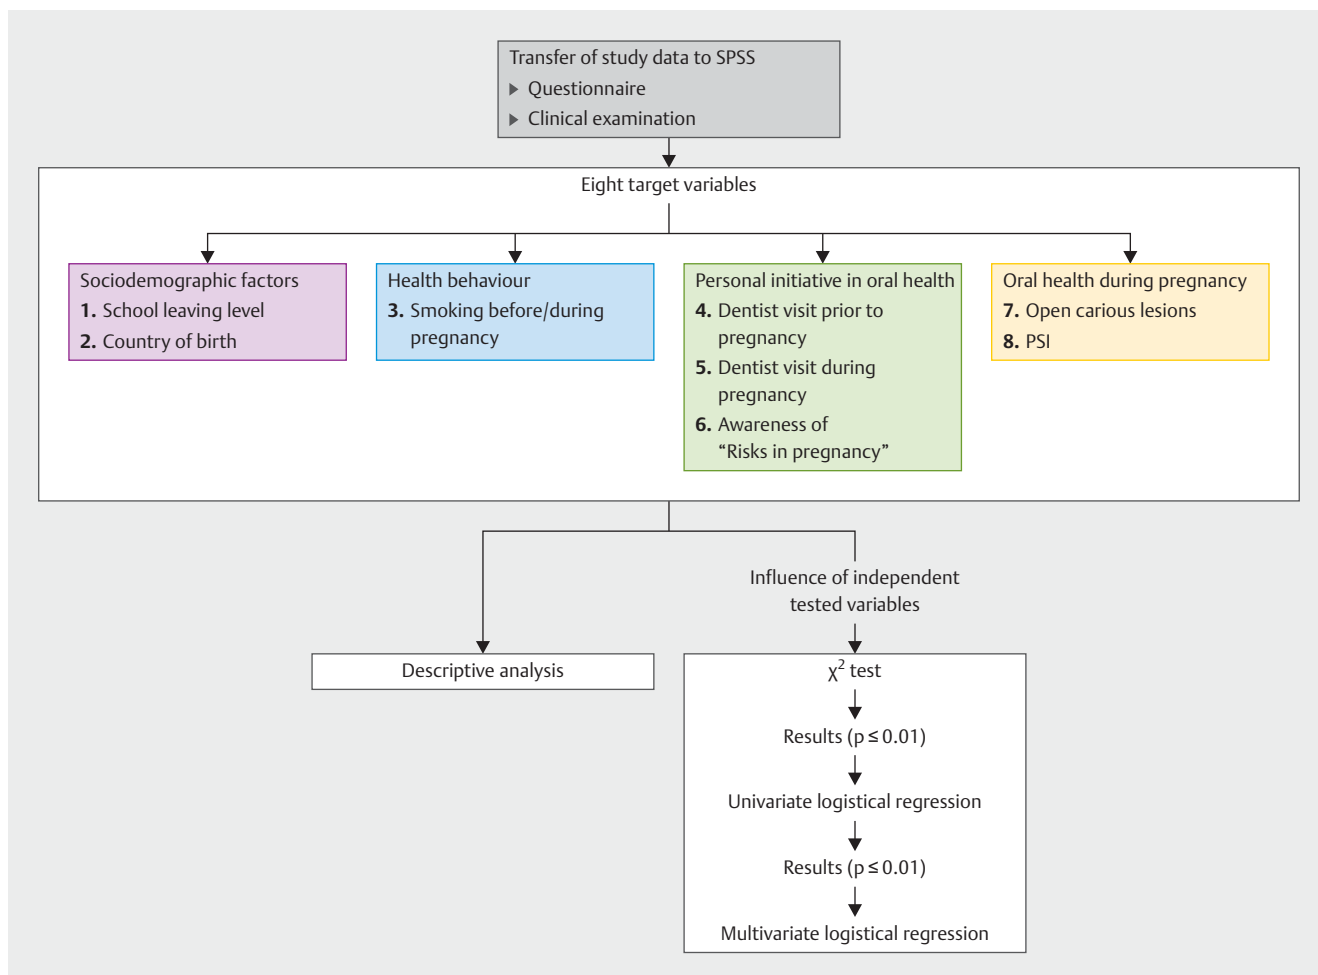 Transfer of study data to SPSS
Questionnaire
Clinical examination
Eight target variables
Sociodemographic factors
1. School leaving level
2. Country of birth
Health behaviour
3. Smoking before/during
pregnancy
Personal initiative in oral health
4. Dentist visit prior to
pregnancy
5. Dentist visit during
pregnancy
6. Awareness of
“Risks in pregnancy”
Oral health during pregnancy
7. Open carious lesions
8. PSI
Descriptive analysis
Influence of independent
tested variables
χ² test
Results (p ≤ 0.01)
Univariate logistical regression
Results (p ≤ 0.01)
Multivariate logistical regression